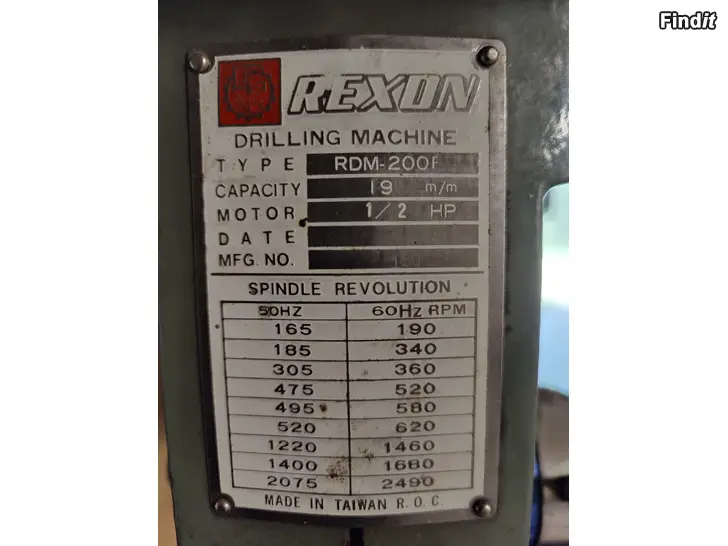 Findit
REXON
DRILLING MACHINE
TYPE RDM-200F
CAPACITY 19 m/m
MOTOR 1/2 HP
DATE
MFG. NO.
SPINDLE REVOLUTION
50HZ 60Hz RPM
165 190
185 340
305 360
475 520
495 580
520 620
1220 1460
1400 1680
2075 2490
MADE IN TAIWAN R.O.C.